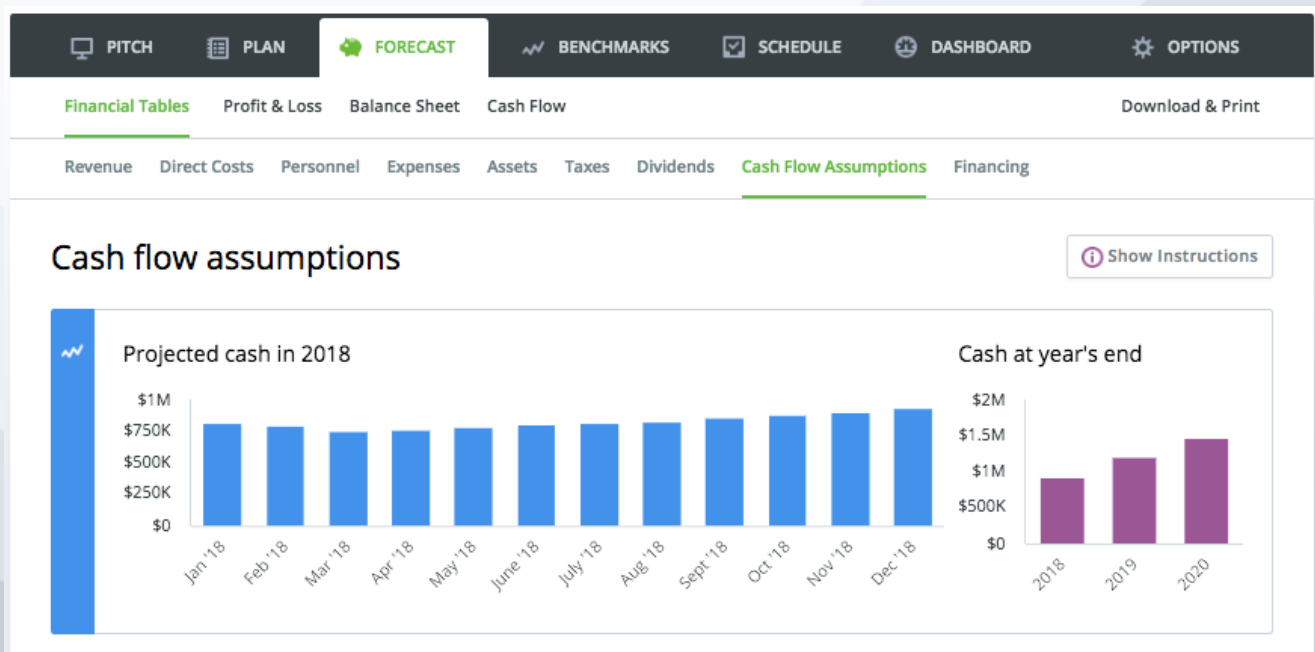 PITCH PLAN FORECAST BENCHMARKS SCHEDULE DASHBOARD OPTIONS
Financial Tables Profit & Loss Balance Sheet Cash Flow Download & Print
Revenue Direct Costs Personnel Expenses Assets Taxes Dividends Cash Flow Assumptions Financing
Cash flow assumptions
Show Instructions
Projected cash in 2018
$1M
$750K
$500K
$250K
$0
Jan '18 Feb '18 Mar '18 Apr '18 May '18 June '18 July '18 Aug '18 Sept '18 Oct '18 Nov '18 Dec '18
Cash at year's end
$2M
$1.5M
$1M
$500K
$0
2018 2019 2020